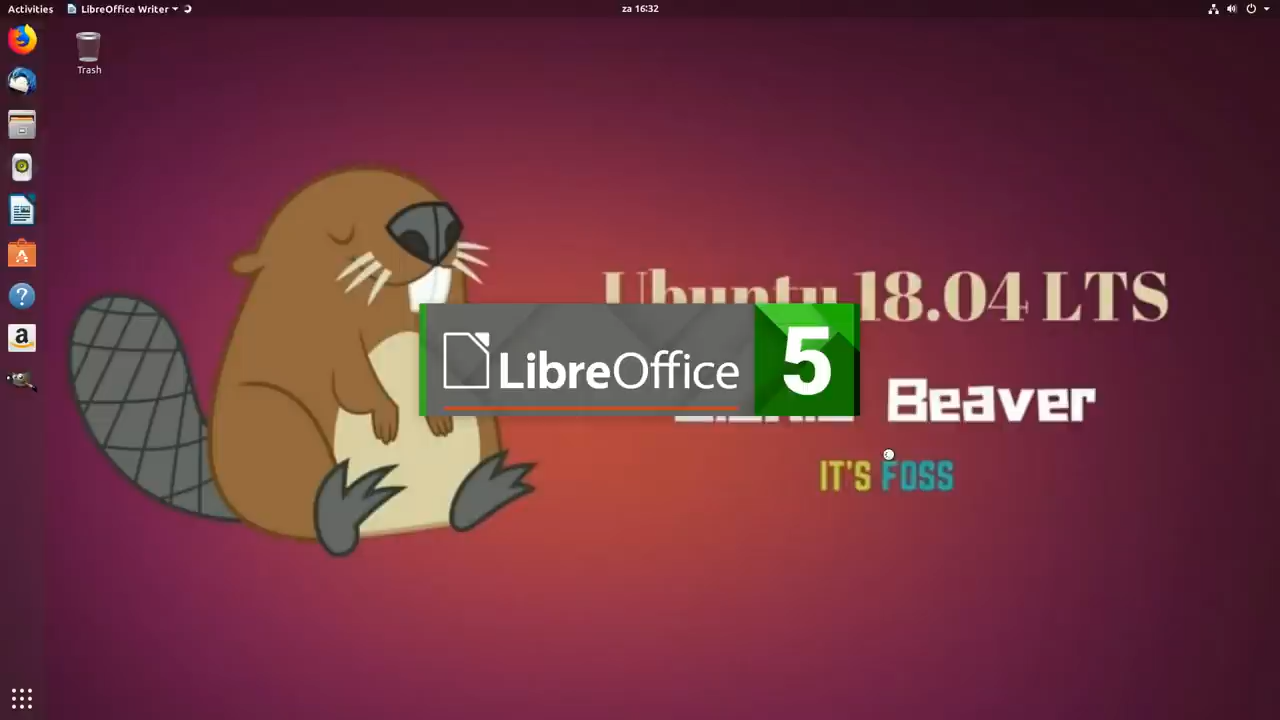 Activities
LibreOffice Writer
za 16:32
Trash
Ubuntu 18.04 LTS
LibreOffice 5
Beaver
IT'S FOSS
?
a